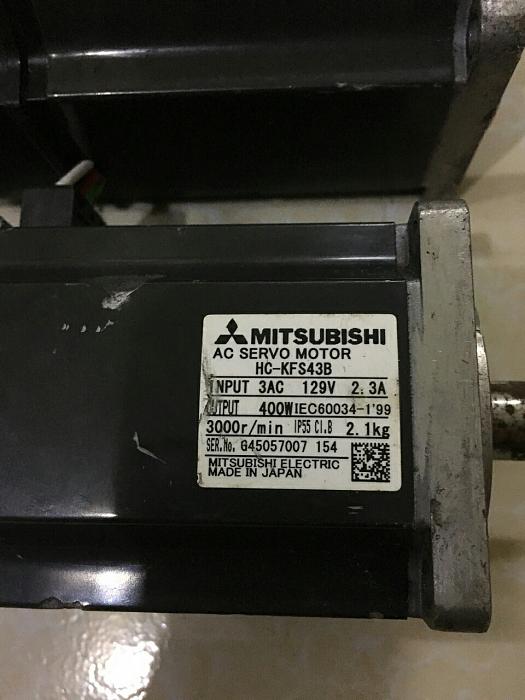 MITSUBISHI
AC SERVO MOTOR
HC-KFS43B
INPUT 3AC 129V 2.3A
OUTPUT 400W IEC60034-1'99
3000r/min IP55 CI.B 2.1kg
SER.No. G45057007 154
MITSUBISHI ELECTRIC
MADE IN JAPAN